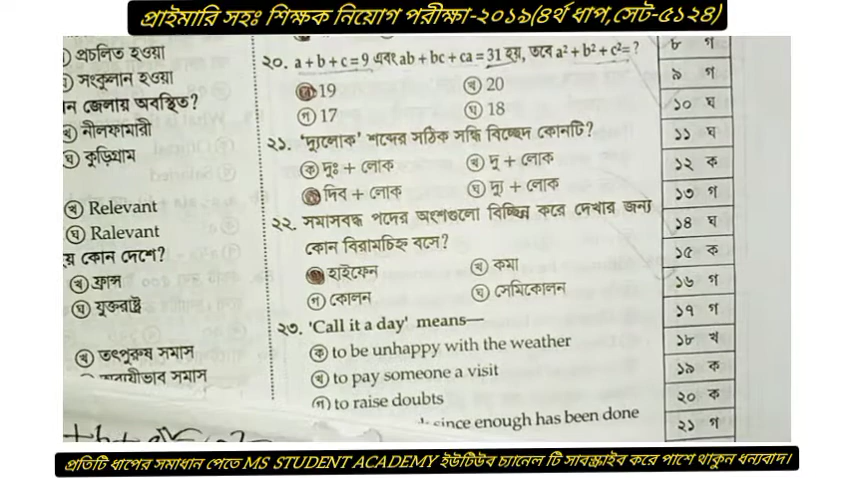 প্রাইমারি সহঃ শিক্ষক নিয়োগ পরীক্ষা-২০১৯(৪র্থ ধাপ,সেট-৫১২৪)
প্রচলিত হওয়া
সংকুলান হওয়া
ন জেলায় অবস্থিত?
খ নীলফামারী
ঘ কুড়িগ্রাম
খ Relevant
ঘ Ralevant
য় কোন দেশে?
খ ফ্রান্স
ঘ যুক্তরাষ্ট্র
খ তৎপুরুষ সমাস
সমাস
২০. a + b + c = 9 এবং ab + bc + ca = 31 হয়, তবে a² + b² + c²= ?
19
খ 20
গ 17
ঘ 18
২১. 'দ্যুলোক' শব্দের সঠিক সন্ধি বিচ্ছেদ কোনটি?
ক দুঃ + লোক
খ দু + লোক
দিব + লোক
ঘ দ্যু + লোক
২২. সমাসবদ্ধ পদের অংশগুলো বিচ্ছিন্ন করে দেখার জন্য
কোন বিরামচিহ্ন বসে?
হাইফেন
খ কমা
গ কোলন
ঘ সেমিকোলন
২৩. 'Call it a day' means—
ক to be unhappy with the weather
খ to pay someone a visit
গ to raise doubts
since enough has been done
৮ গ
৯ গ
১০ ঘ
১১ ঘ
১২ ক
১৩ গ
১৪ ঘ
১৫ ক
১৬ গ
১৭ গ
১৮ খ
১৯ ক
২০ ক
২১ গ
প্রতিটি ধাপের সমাধান পেতে MS STUDENT ACADEMY ইউটিউব চ্যানেল টি সাবস্ক্রাইব করে পাশে থাকুন ধন্যবাদ।